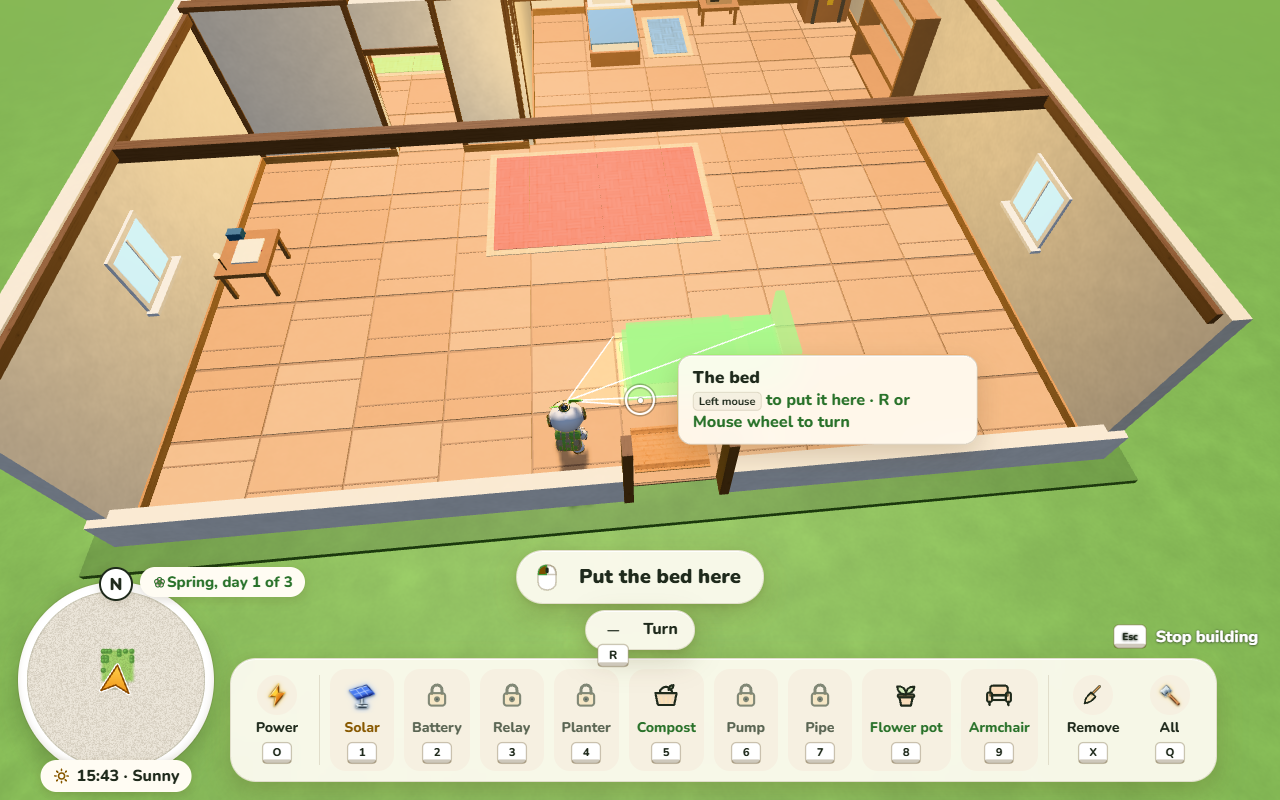 The bed
Left mouse to put it here · R or
Mouse wheel to turn
Put the bed here
— Turn
R
N
Spring, day 1 of 3
Esc Stop building
Power
O
Solar
1
Battery
2
Relay
3
Planter
4
Compost
5
Pump
6
Pipe
7
Flower pot
8
Armchair
9
Remove
X
All
Q
15:43 · Sunny